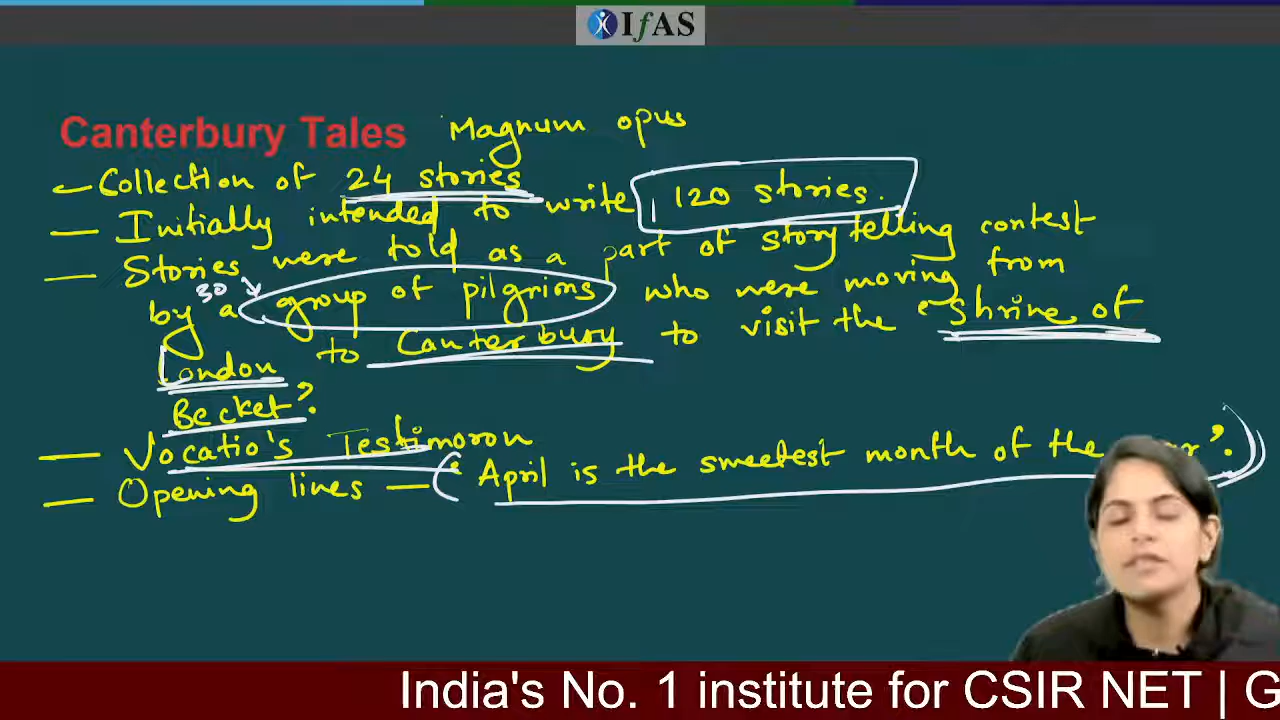 IfAS
Canterbury Tales Magnum opus
– Collection of 24 stories
– Initially intended to write 120 stories.
– Stories were told as a part of storytelling contest
by a 30 group of pilgrims who were moving from
London to Canterbury to visit the shrine of
Becket?
– Vocatio's Testimoron
– Opening lines – (April is the sweetest month of the ?)
India's No. 1 institute for CSIR NET | G